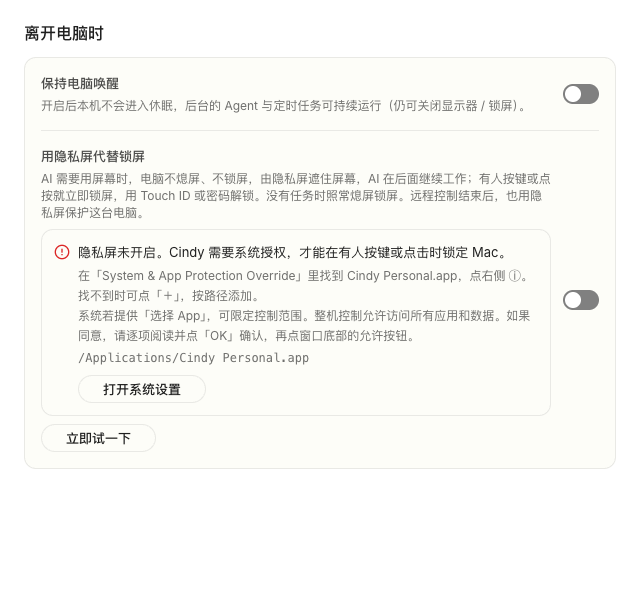 离开电脑时
保持电脑唤醒
开启后本机不会进入休眠，后台的 Agent 与定时任务可持续运行（仍可关闭显示器 / 锁屏）。
用隐私屏代替锁屏
AI 需要用屏幕时，电脑不熄屏、不锁屏，由隐私屏遮住屏幕，AI 在后面继续工作；有人按键或点
按就立即锁屏，用 Touch ID 或密码解锁。没有任务时照常熄屏锁屏。远程控制结束后，也用隐
私屏保护这台电脑。
隐私屏未开启。Cindy 需要系统授权，才能在有人按键或点击时锁定 Mac。
在「System & App Protection Override」里找到 Cindy Personal.app，点右侧 ⓘ。
找不到时可点「＋」，按路径添加。
系统若提供「选择 App」，可限定控制范围。整机控制允许访问所有应用和数据。如果
同意，请逐项阅读并点「OK」确认，再点窗口底部的允许按钮。
/Applications/Cindy Personal.app
打开系统设置
立即试一下